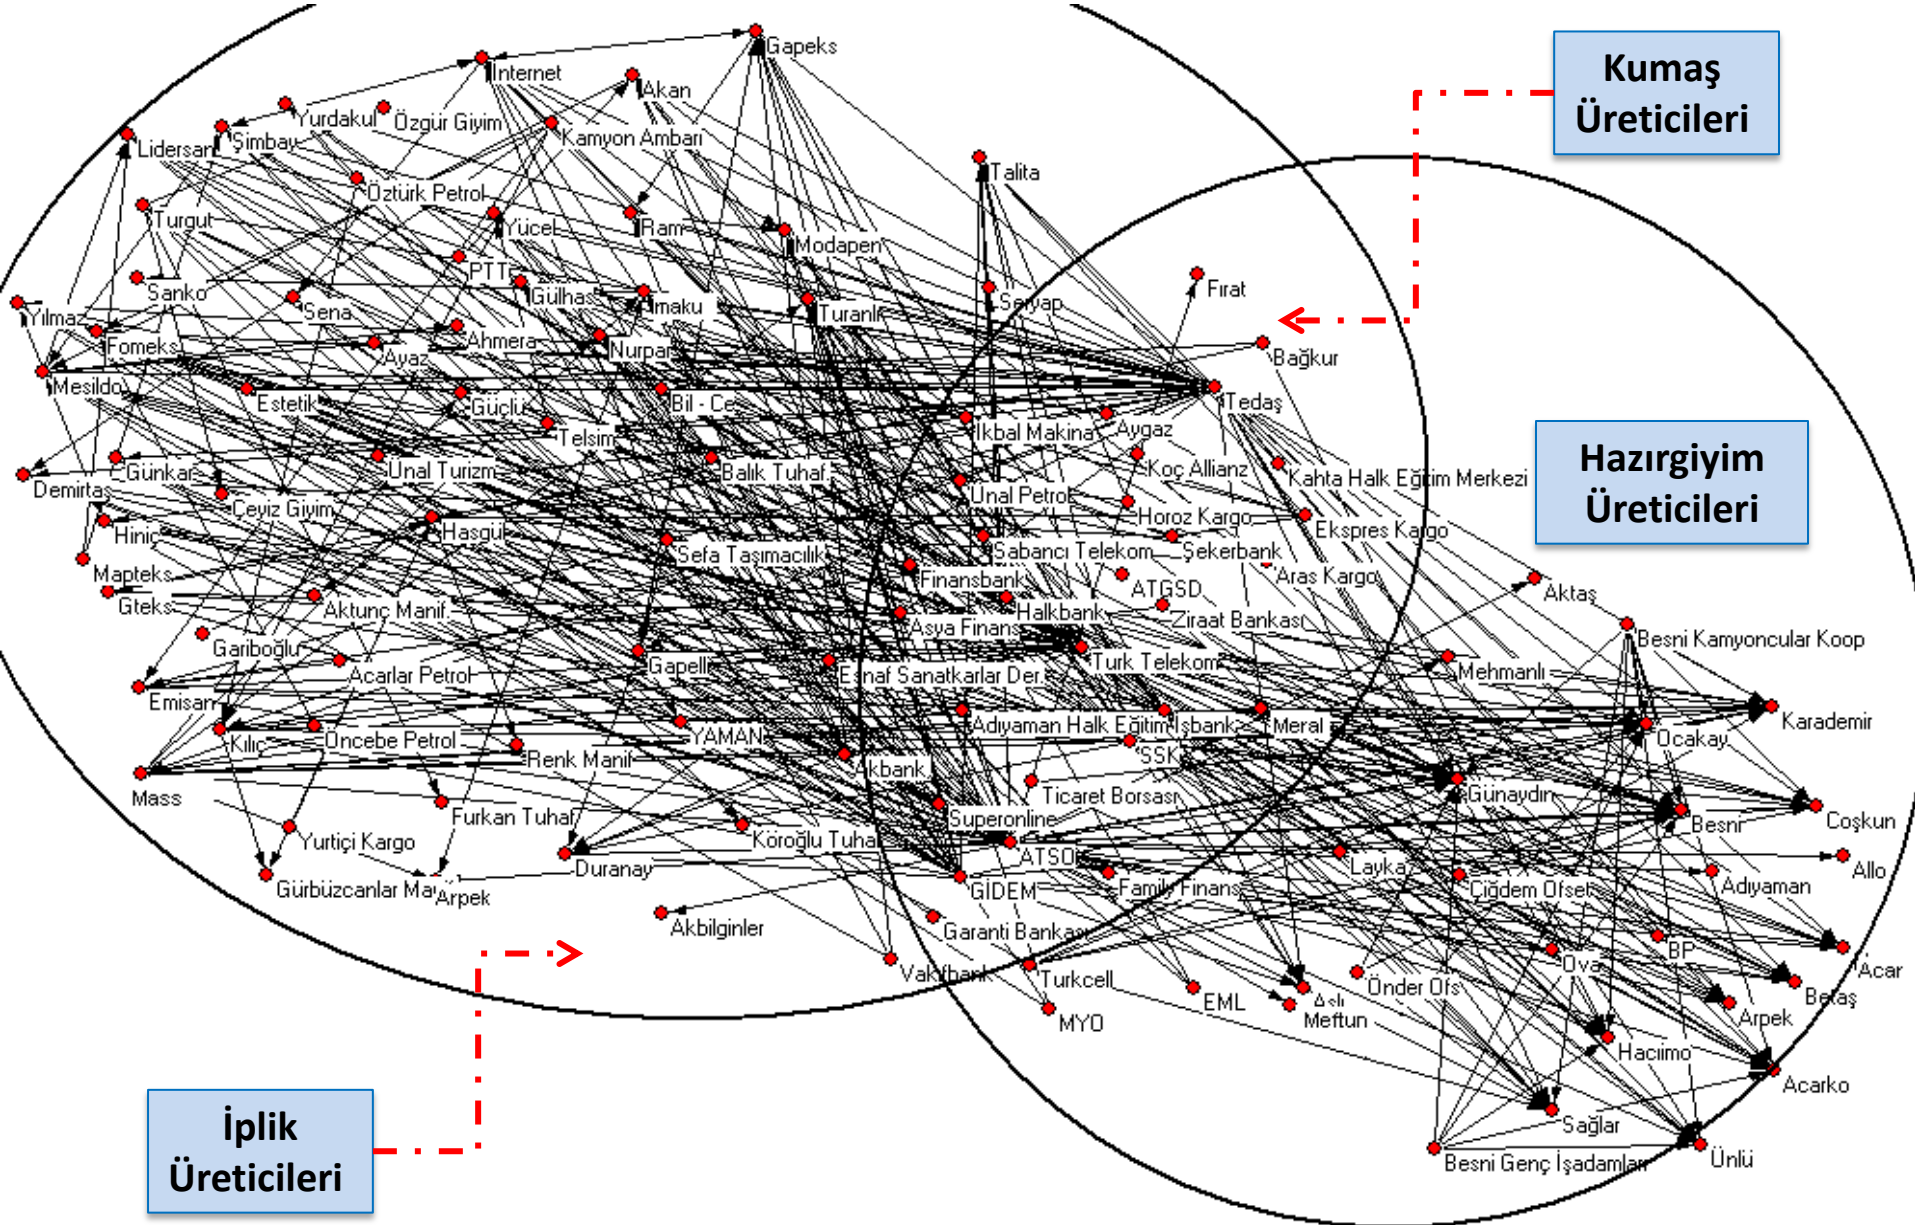 Gapeks
İnternet
Akan
Kumaş
Üreticileri
Yurdakul
Özgür Giyim
Kamyon Ambarı
Lidersan
Şimbay
Talita
Öztürk Petrol
Turgut
Yücel
Ram
Modapen
PTT
Sanko
Sena
Gülhas
Turanlı
Fırat
Yılmaz
Fomeks
Ayaz
Ahmera
Nurpar
Bağkur
Mesildo
Estetik
Güçlü
Bil - Ce
Tedaş
Telsim
İkbal Makina
Aygaz
Hazırgiyim
Üreticileri
Demirtaş
Günkar
Ünal Turizm
Balık Tuhaf.
Koç Allianz
Kahta Halk Eğitim Merkezi
Ceviz Giyim
Ünal Petrol
Horoz Kargo
Ekspres Kargo
Hiniç
Hasgül
Sefa Taşımacılık
Sabancı Telekom
Şekerbank
Mapteks
Finansbank
Aras Kargo
ATGSD
Aktaş
Gteks
Aktunç Manif.
Halkbank
Asya Finans
Ziraat Bankası
Gariboğlu
Besni Kamyoncular Koop
Acarlar Petrol
Gapelli
Esnaf Sanatkarlar Der.
Türk Telekom
Mehmanlı
Emisan
Kılıç
Öncebe Petrol
YAMAN
Adıyaman Halk Eğitim
İşbank
Meral
Ocakay
Karademir
Renk Manif
Akbank
SSK
Mass
Furkan Tuhaf
Ticaret Borsası
Günaydın
Superonline
Besni
Coşkun
Yurtiçi Kargo
Köroğlu Tuhaf
ATSO
Layka
Allo
Gürbüzcanlar Ma
Arpek
Duranay
GİDEM
Family Finans
Çiğdem Ofset
Adıyaman
Akbilginler
Garanti Bankası
Vakıfbank
Turkcell
Önder Ofs
Ova
BP
Acar
EML
Aslı
Meftun
Betaş
Arpek
MYO
Hacıimo
Acarko
İplik
Üreticileri
Sağlar
Besni Genç İşadamları
Ünlü